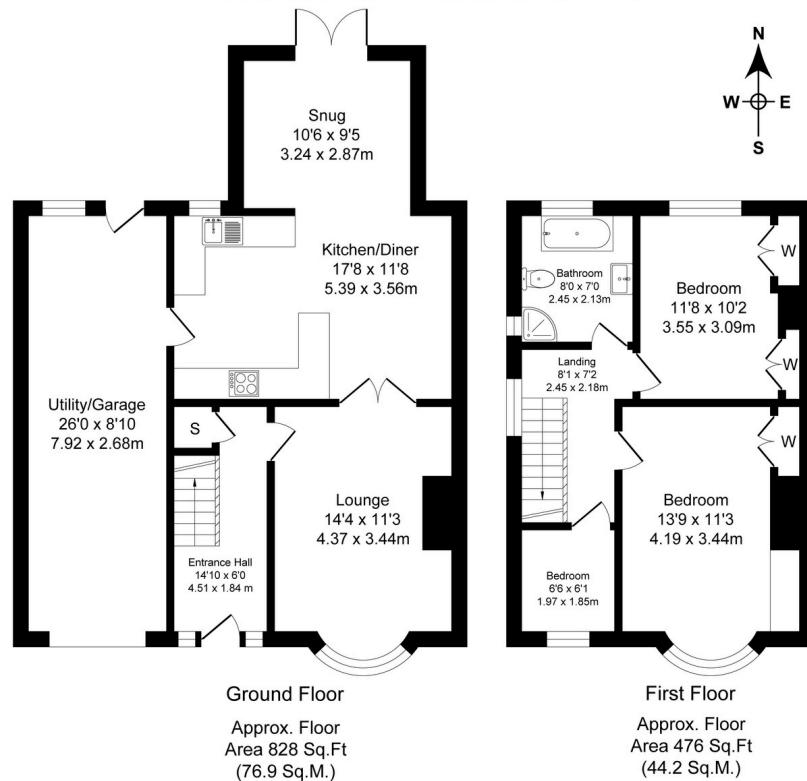 N
W E
S
Snug
10'6 x 9'5
3.24 x 2.87m
Kitchen/Diner
17'8 x 11'8
5.39 x 3.56m
Utility/Garage
26'0 x 8'10
7.92 x 2.68m
S
Lounge
14'4 x 11'3
4.37 x 3.44m
Entrance Hall
14'10 x 6'0
4.51 x 1.84 m
Ground Floor
Approx. Floor
Area 828 Sq.Ft
(76.9 Sq.M.)
Bathroom
8'0 x 7'0
2.45 x 2.13m
W
Bedroom
11'8 x 10'2
3.55 x 3.09m
W
Landing
8'1 x 7'2
2.45 x 2.18m
W
Bedroom
13'9 x 11'3
4.19 x 3.44m
Bedroom
6'6 x 6'1
1.97 x 1.85m
First Floor
Approx. Floor
Area 476 Sq.Ft
(44.2 Sq.M.)